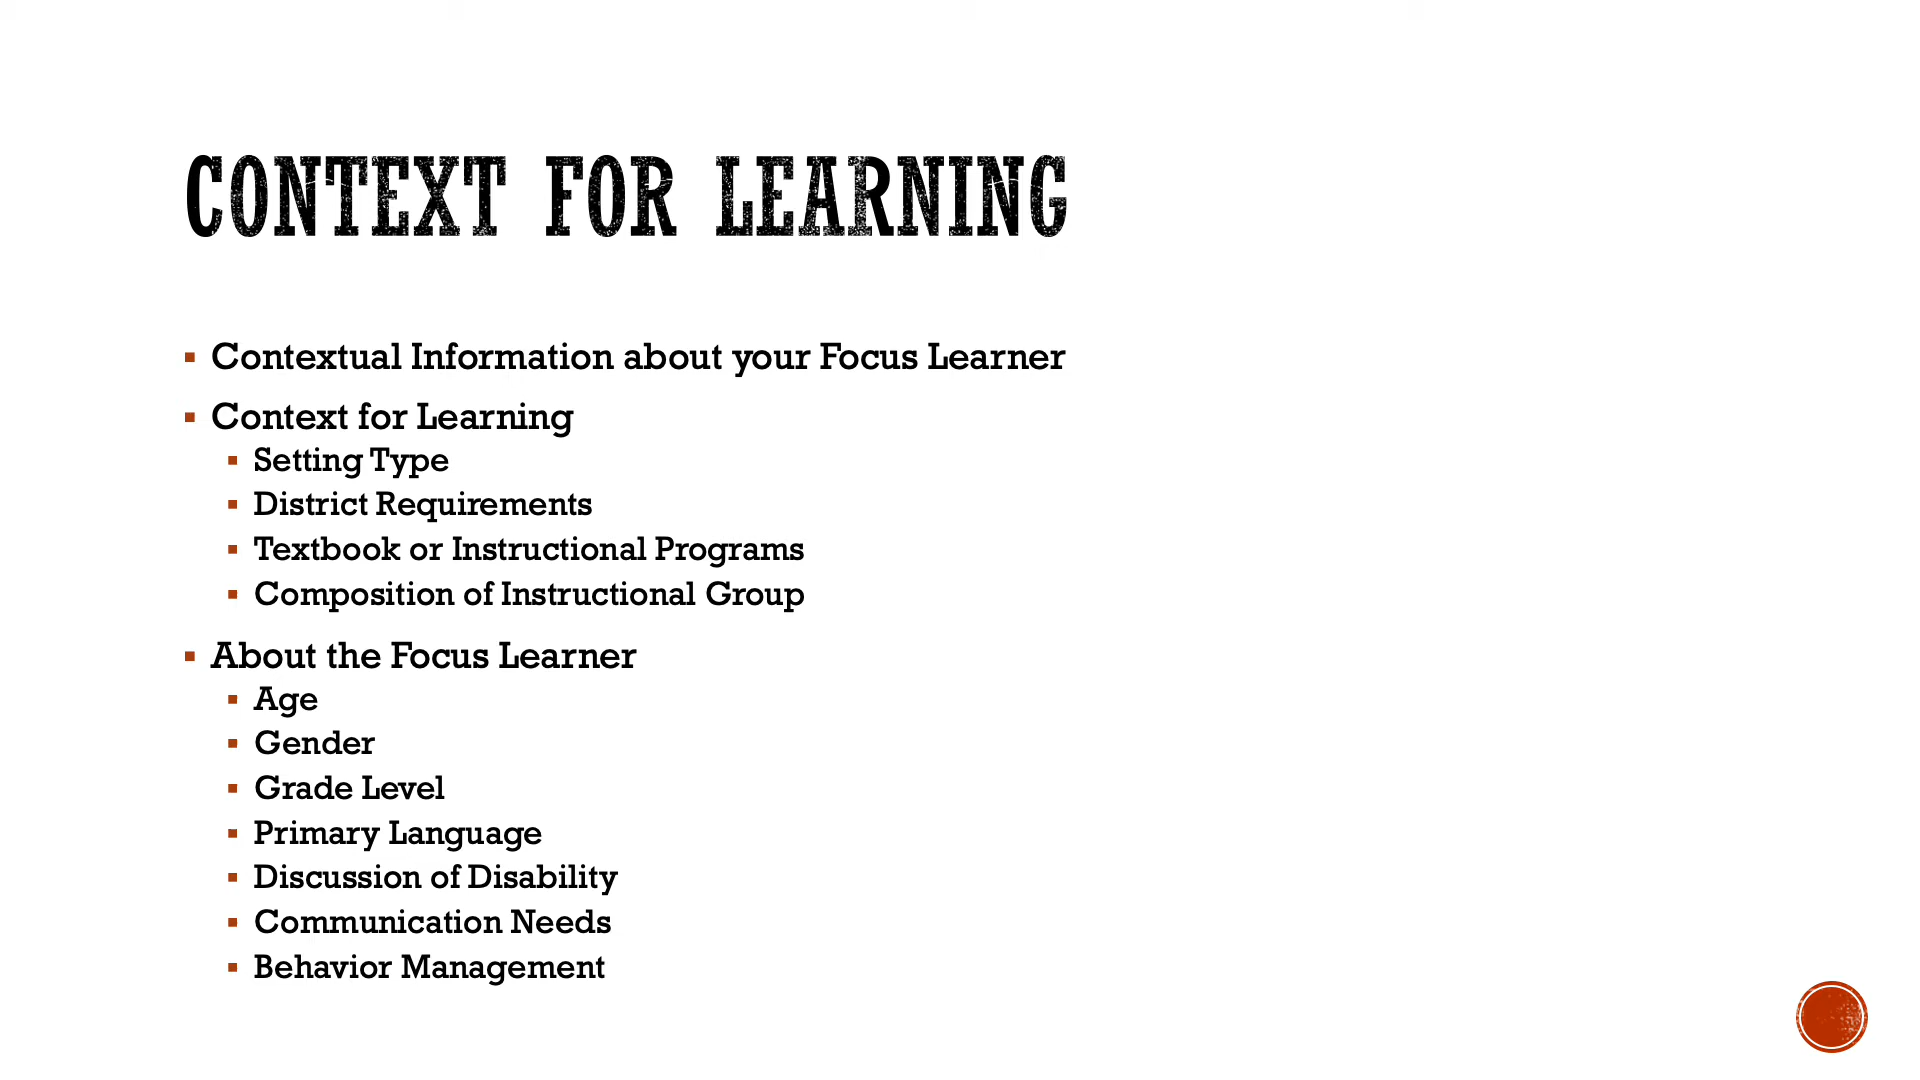 CONTEXT FOR LEARNING
Contextual Information about your Focus Learner
Context for Learning
Setting Type
District Requirements
Textbook or Instructional Programs
Composition of Instructional Group
About the Focus Learner
Age
Gender
Grade Level
Primary Language
Discussion of Disability
Communication Needs
Behavior Management